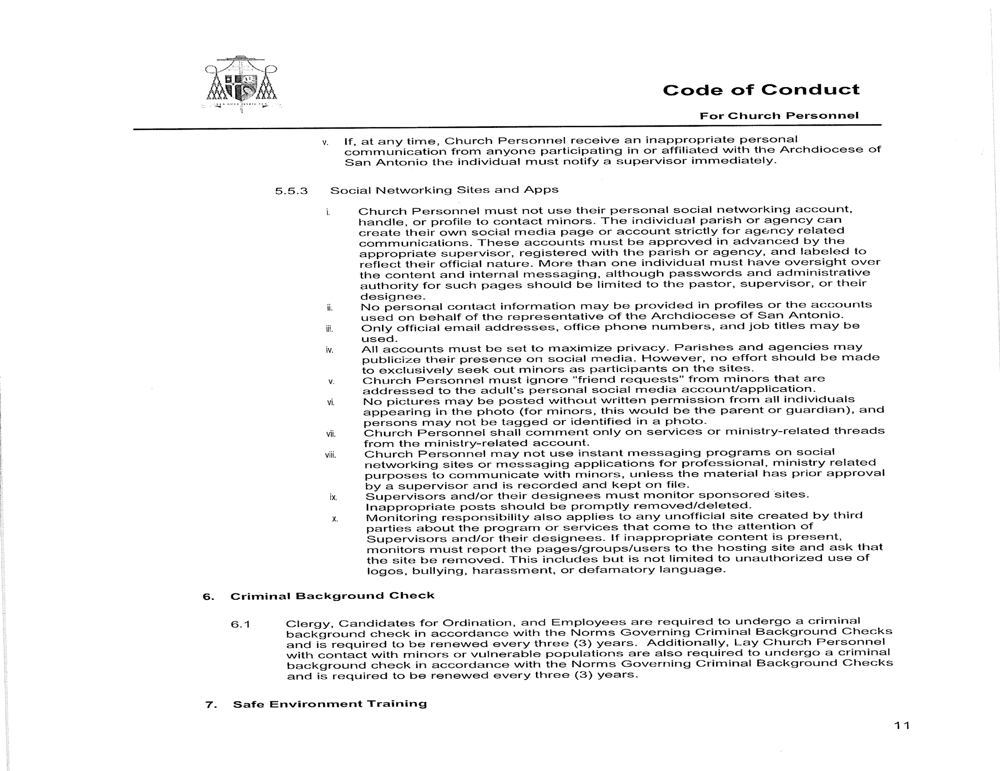 Code of Conduct
For Church Personnel
v. If, at any time, Church Personnel receive an inappropriate personal
communication from anyone participating in or affiliated with the Archdiocese of
San Antonio the individual must notify a supervisor immediately.
5.5.3 Social Networking Sites and Apps
i. Church Personnel must not use their personal social networking account,
handle, or profile to contact minors. The individual parish or agency can
create their own social media page or account strictly for agency related
communications. These accounts must be approved in advanced by the
appropriate supervisor, registered with the parish or agency, and labeled to
reflect their official nature. More than one individual must have oversight over
the content and internal messaging, although passwords and administrative
authority for such pages should be limited to the pastor, supervisor, or their
designee.
ii. No personal contact information may be provided in profiles or the accounts
used on behalf of the representative of the Archdiocese of San Antonio.
iii. Only official email addresses, office phone numbers, and job titles may be
used.
iv. All accounts must be set to maximize privacy. Parishes and agencies may
publicize their presence on social media. However, no effort should be made
to exclusively seek out minors as participants on the sites.
v. Church Personnel must ignore "friend requests" from minors that are
addressed to the adult's personal social media account/application.
vi. No pictures may be posted without written permission from all individuals
appearing in the photo (for minors, this would be the parent or guardian), and
persons may not be tagged or identified in a photo.
vii. Church Personnel shall comment only on services or ministry-related threads
from the ministry-related account.
viii. Church Personnel may not use instant messaging programs on social
networking sites or messaging applications for professional, ministry related
purposes to communicate with minors, unless the material has prior approval
by a supervisor and is recorded and kept on file.
ix. Supervisors and/or their designees must monitor sponsored sites.
Inappropriate posts should be promptly removed/deleted.
x. Monitoring responsibility also applies to any unofficial site created by third
parties about the program or services that come to the attention of
Supervisors and/or their designees. If inappropriate content is present,
monitors must report the pages/groups/users to the hosting site and ask that
the site be removed. This includes but is not limited to unauthorized use of
logos, bullying, harassment, or defamatory language.
6. Criminal Background Check
6.1 Clergy, Candidates for Ordination, and Employees are required to undergo a criminal
background check in accordance with the Norms Governing Criminal Background Checks
and is required to be renewed every three (3) years. Additionally, Lay Church Personnel
with contact with minors or vulnerable populations are also required to undergo a criminal
background check in accordance with the Norms Governing Criminal Background Checks
and is required to be renewed every three (3) years.
7. Safe Environment Training
11